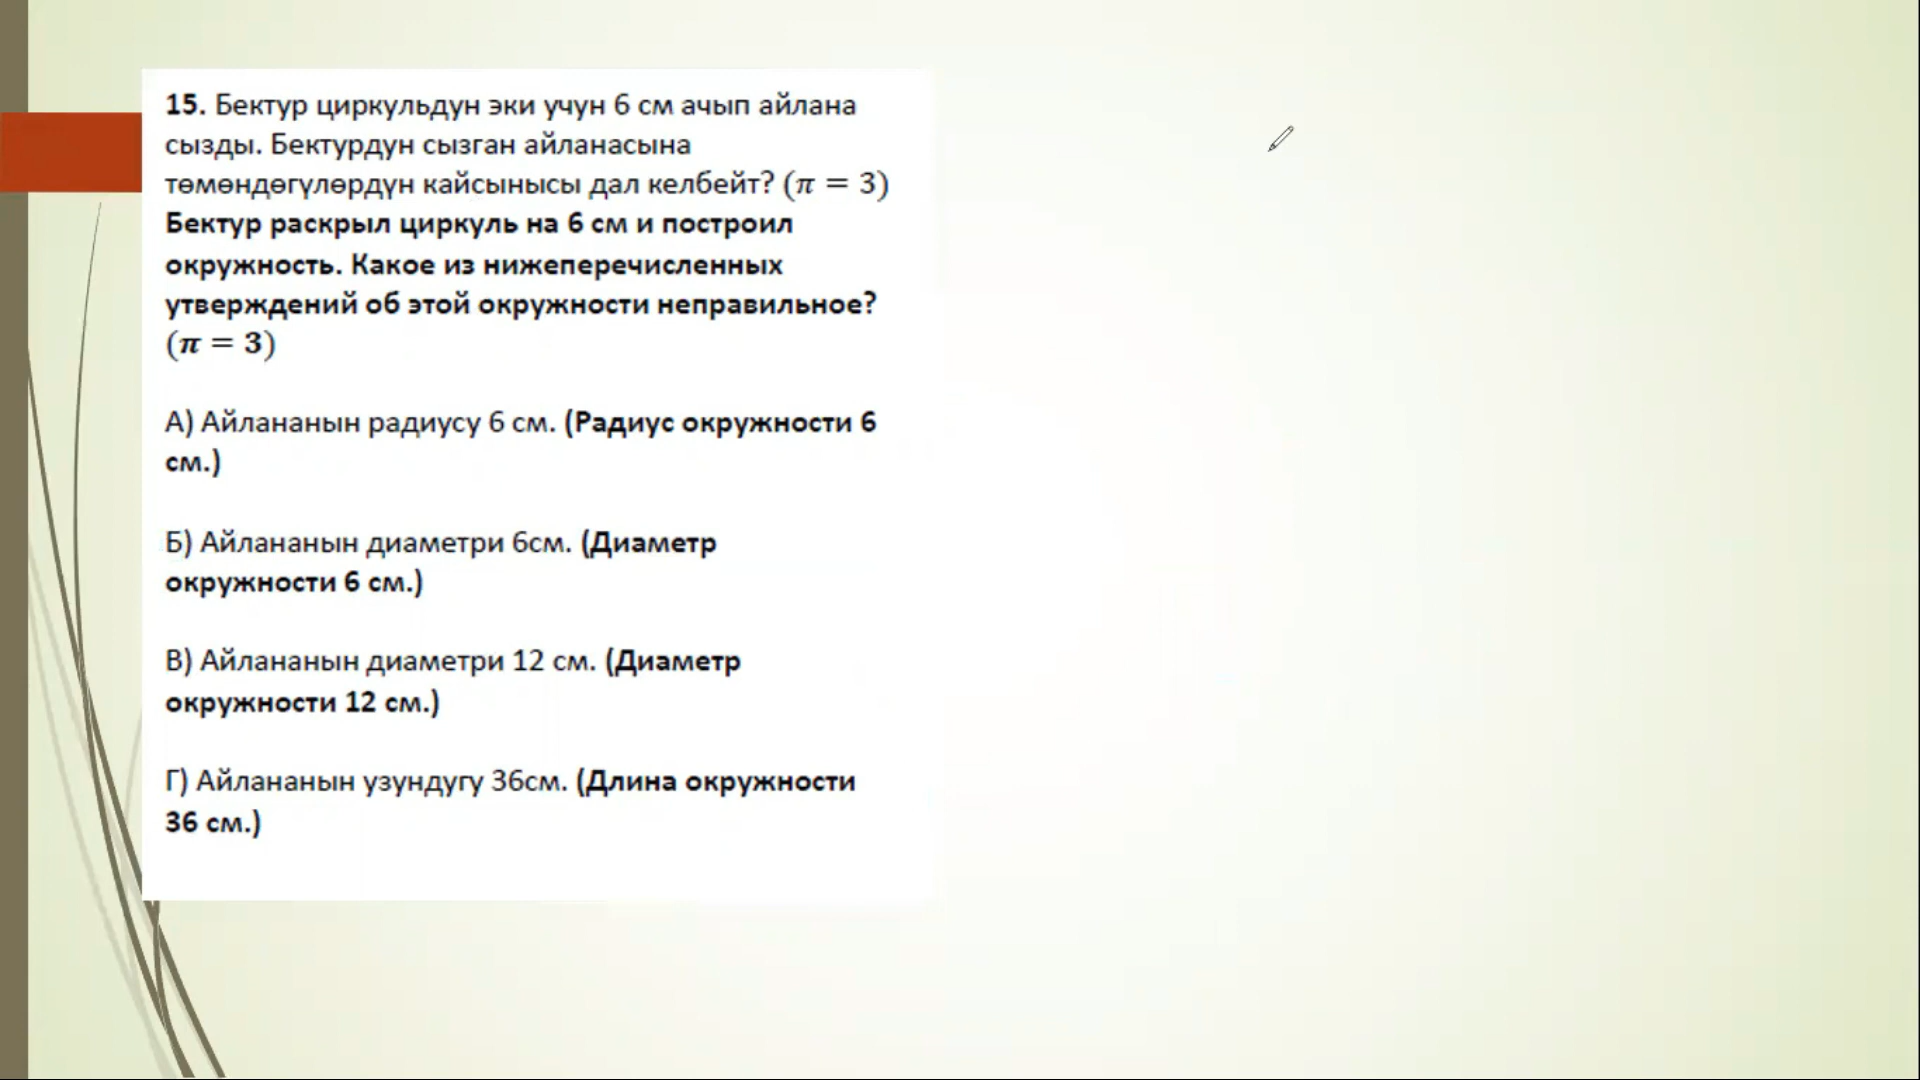 15. Бектур циркульдун эки учун 6 см ачып айлана
сызды. Бектурдун сызган айланасына
төмөндөгүлөрдүн кайсынысы дал келбейт? (π = 3)
Бектур раскрыл циркуль на 6 см и построил
окружность. Какое из нижеперечисленных
утверждений об этой окружности неправильное?
(π = 3)
А) Айлананын радиусу 6 см. (Радиус окружности 6
см.)
Б) Айлананын диаметри 6см. (Диаметр
окружности 6 см.)
В) Айлананын диаметри 12 см. (Диаметр
окружности 12 см.)
Г) Айлананын узундугу 36см. (Длина окружности
36 см.)